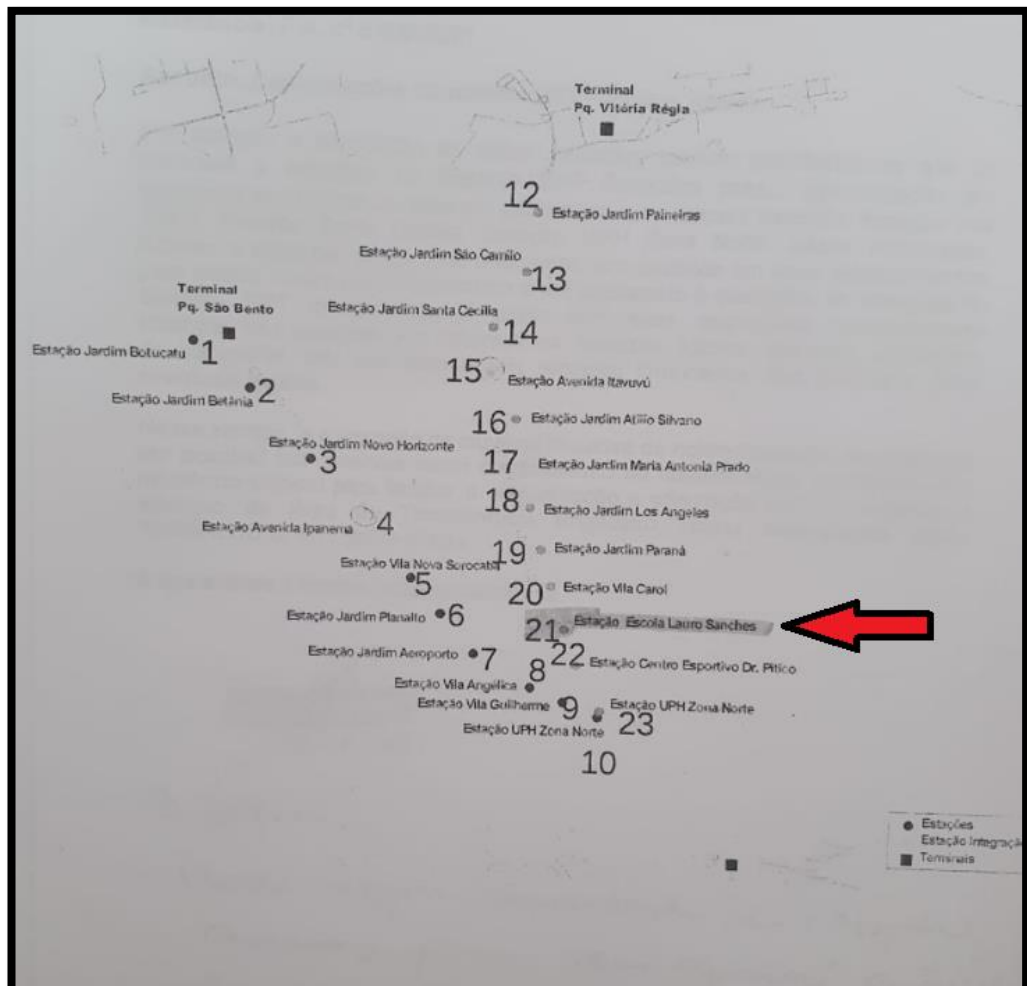 Terminal
Pq. Vitória Régia
12
Estação Jardim Paineiras
Estação Jardim São Camilo
13
Terminal
Pq. São Bento
Estação Jardim Santa Cecília
14
Estação Jardim Botucatu
1
15
Estação Avenida Itavuvú
Estação Jardim Betânia
2
16
Estação Jardim Atílio Silvano
Estação Jardim Novo Horizonte
3
17
Estação Jardim Maria Antonia Prado
18
Estação Jardim Los Angeles
Estação Avenida Ipanema
4
19
Estação Jardim Paraná
Estação Vila Nova Sorocaba
5
20
Estação Vila Carol
Estação Jardim Planalto
6
21
Estação Escola Lauro Sanches
Estação Jardim Aeroporto
7
22
Estação Centro Esportivo Dr. Pitico
8
Estação Vila Angélica
Estação Vila Guilherme
9
Estação UPH Zona Norte
23
Estação UPH Zona Norte
10
Estações
Estação Integração
Terminais